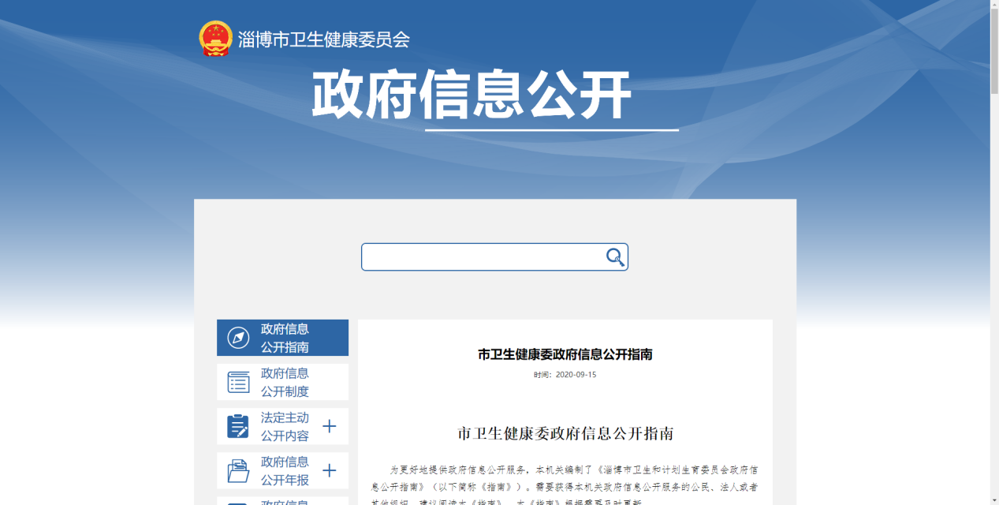 淄博市卫生健康委员会
政府信息公开
政府信息
公开指南
政府信息
公开制度
法定主动
公开内容
政府信息
公开年报
政府信息
市卫生健康委政府信息公开指南
时间：2020-09-15
市卫生健康委政府信息公开指南
为更好地提供政府信息公开服务，本机关编制了《淄博市卫生和计划生育委员会政府信
息公开指南》（以下简称《指南》）。需要获得本机关政府信息公开服务的公民、法人或者
其他组织，建议阅读本《指南》。本《指南》根据需要及时更新。